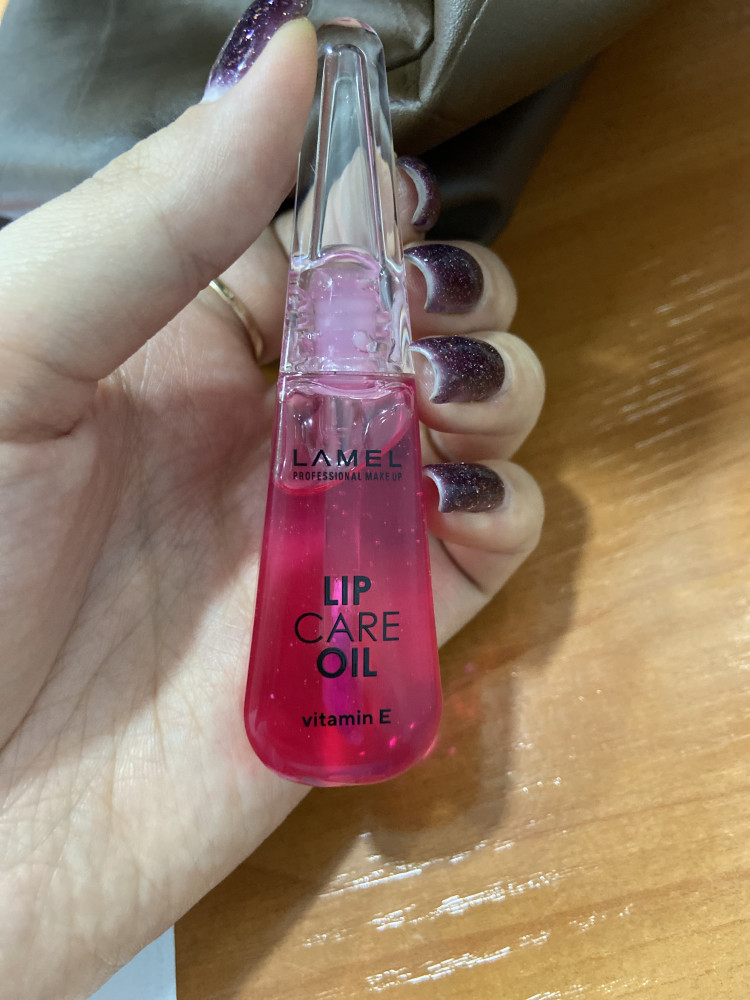 LAMEL
PROFESSIONAL MAKE UP
LIP
CARE
OIL
vitamin E